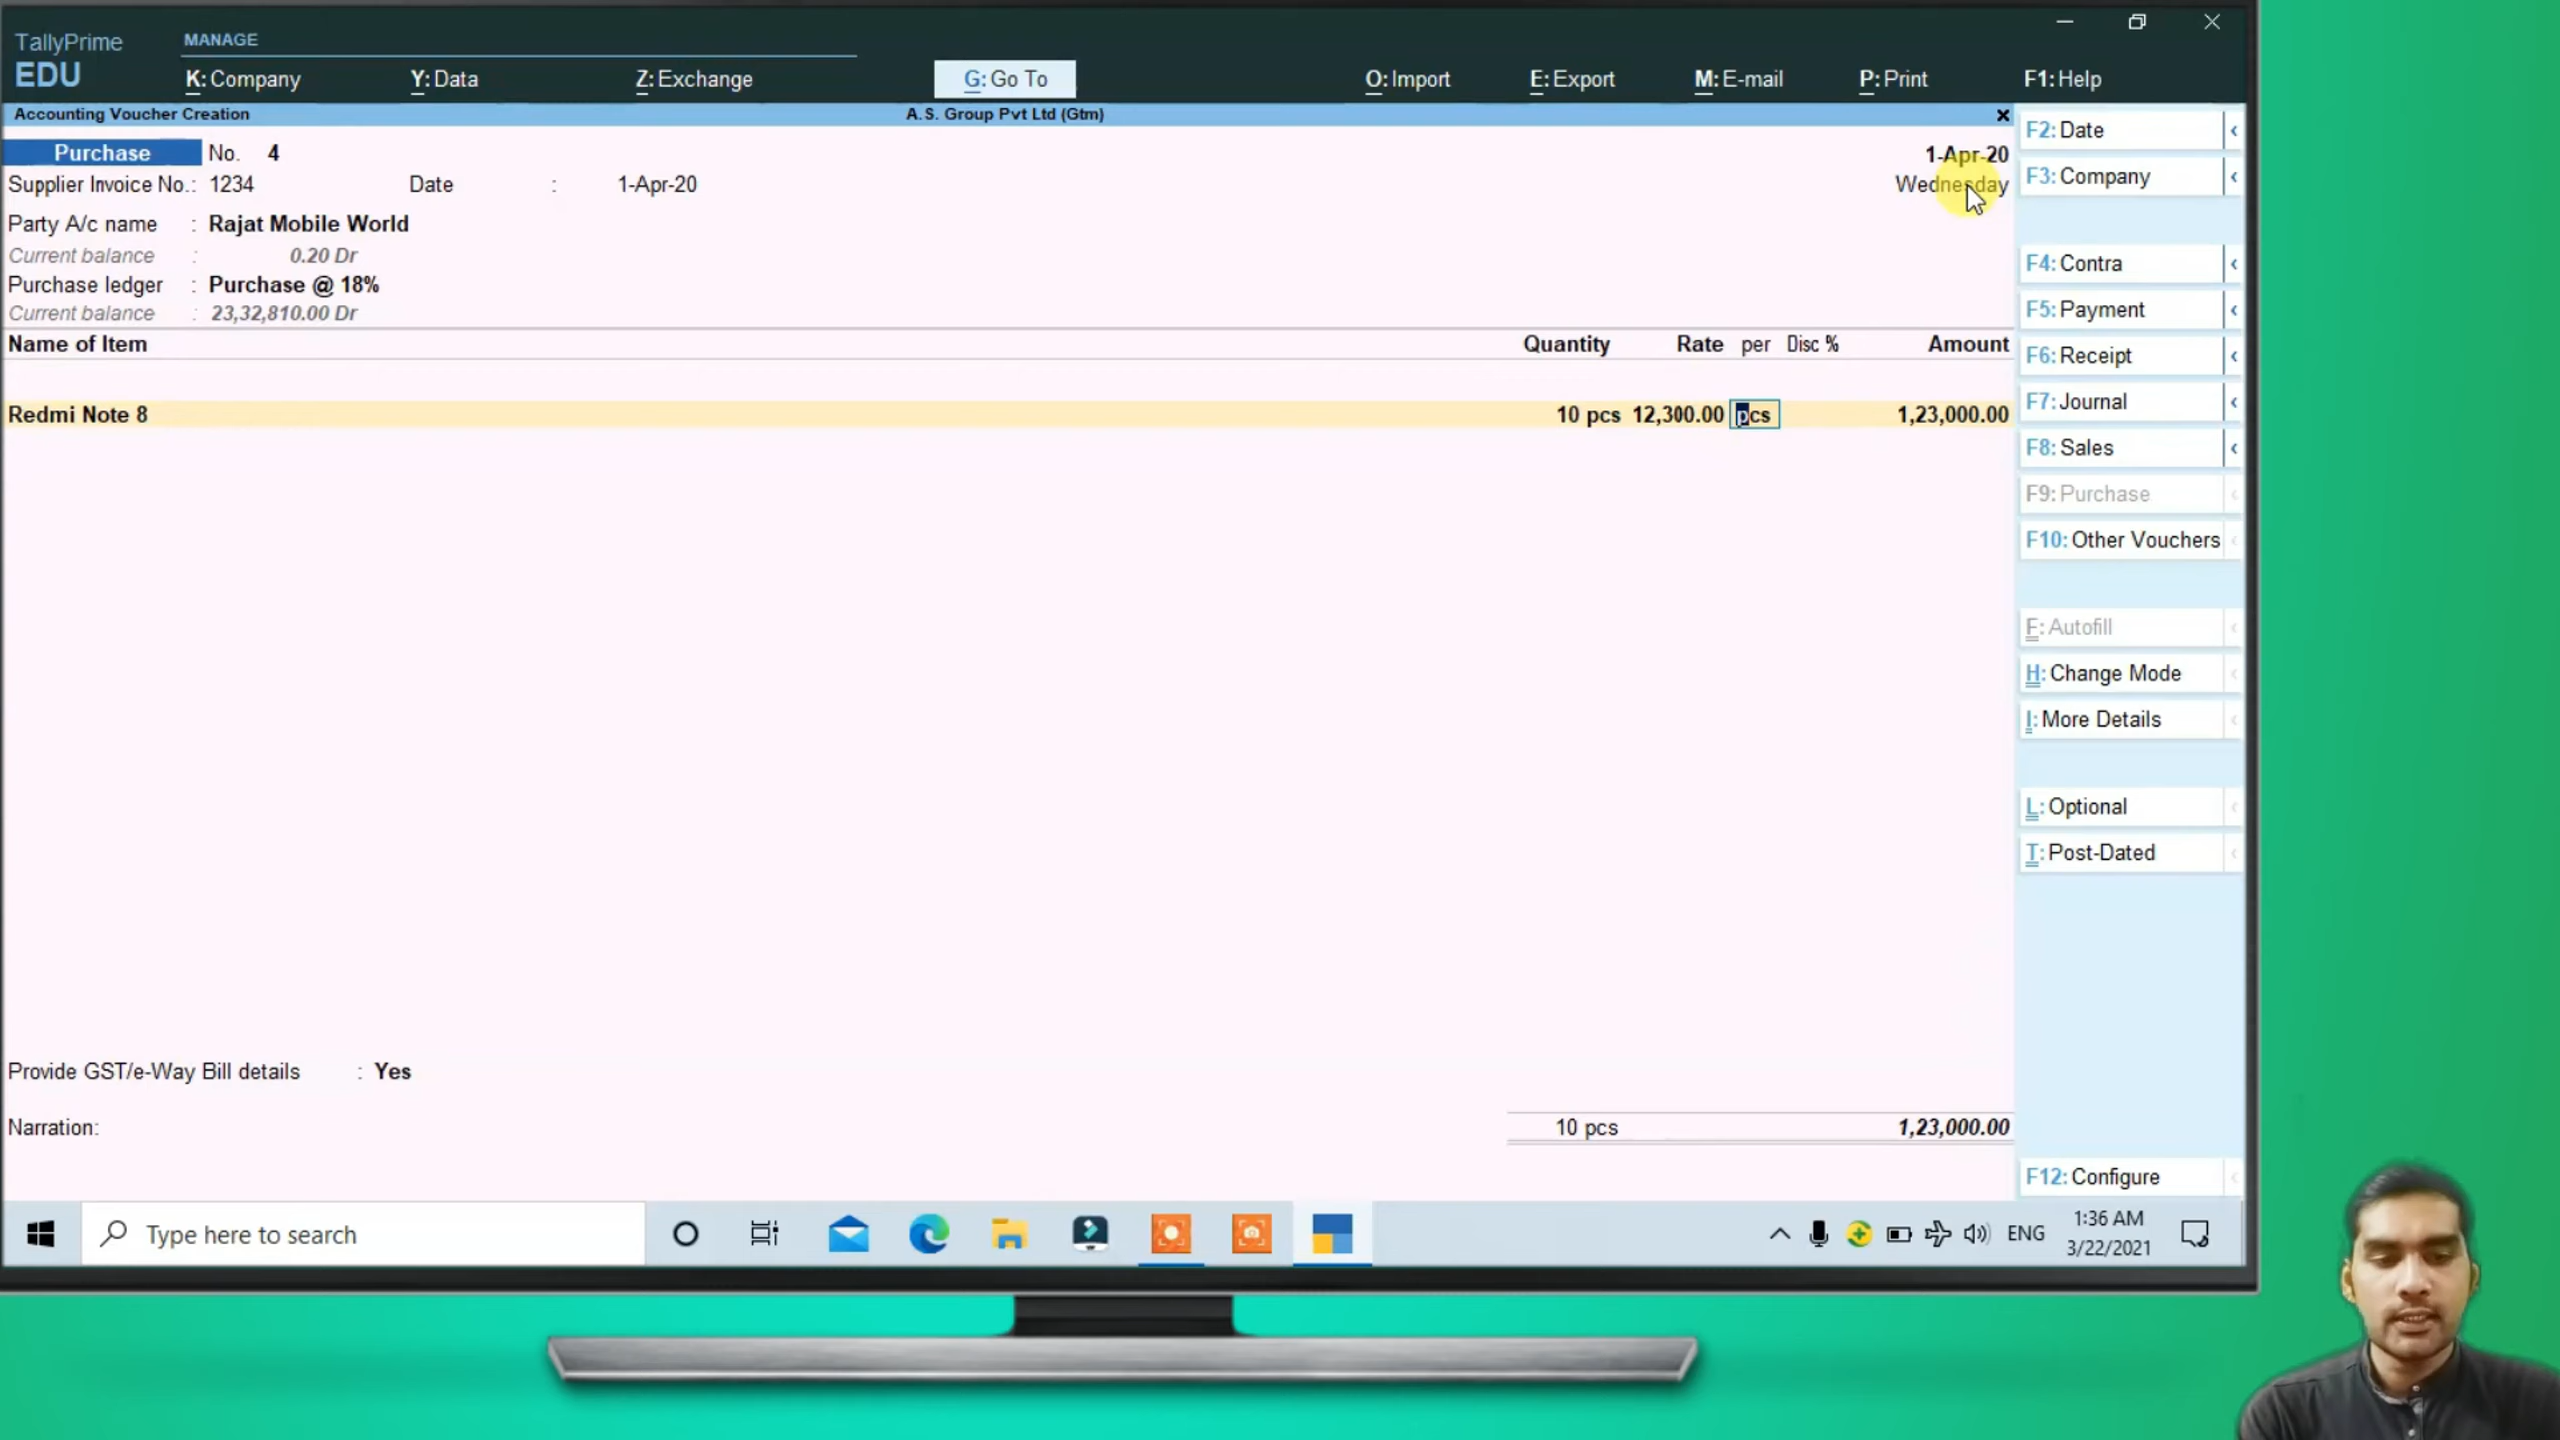 TallyPrime
EDU
MANAGE
K: Company
Y: Data
Z: Exchange
G: Go To
O: Import
E: Export
M: E-mail
P: Print
F1: Help
Accounting Voucher Creation
A. S. Group Pvt Ltd (Gtm)
Purchase No. 4
1-Apr-20
Supplier Invoice No.: 1234 Date : 1-Apr-20
Wednesday
Party A/c name : Rajat Mobile World
Current balance : 0.20 Dr
Purchase ledger : Purchase @ 18%
Current balance : 23,32,810.00 Dr
Name of Item Quantity Rate per Disc % Amount
Redmi Note 8 10 pcs 12,300.00 pcs 1,23,000.00
Provide GST/e-Way Bill details : Yes
Narration: 10 pcs 1,23,000.00
F2: Date
F3: Company
F4: Contra
F5: Payment
F6: Receipt
F7: Journal
F8: Sales
F9: Purchase
F10: Other Vouchers
F: Autofill
H: Change Mode
I: More Details
L: Optional
T: Post-Dated
F12: Configure
Type here to search
ENG
1:36 AM
3/22/2021